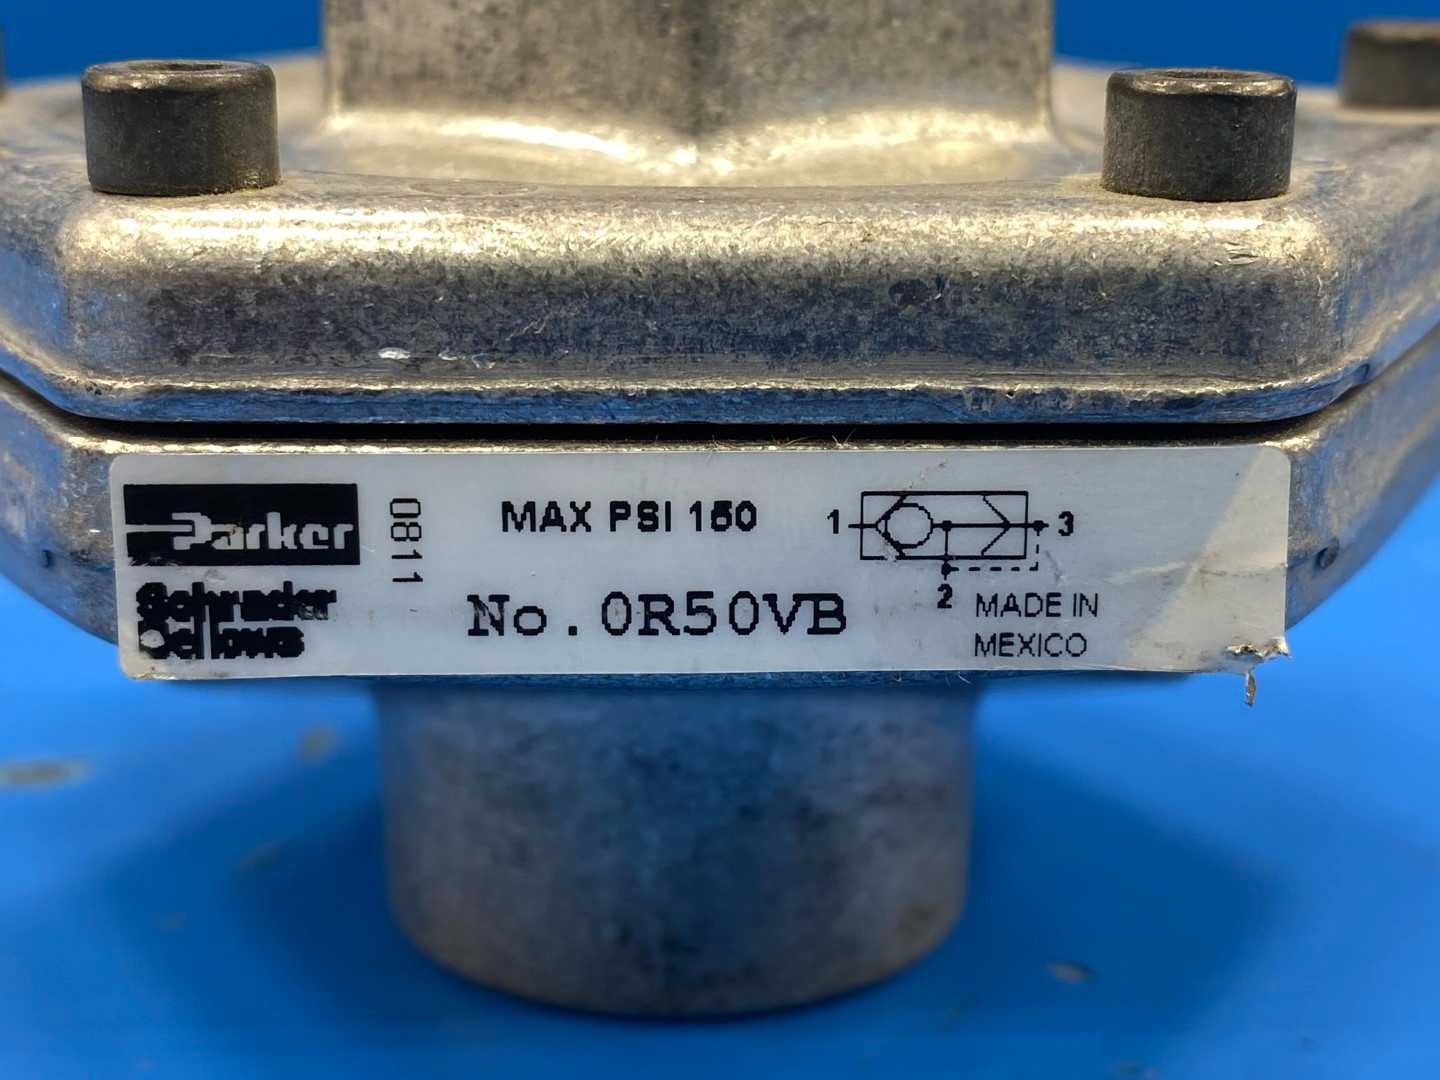 Parker
Schrader
Bellows
0811
MAX PSI 150
No. 0R50VB
1
2
3
MADE IN
MEXICO